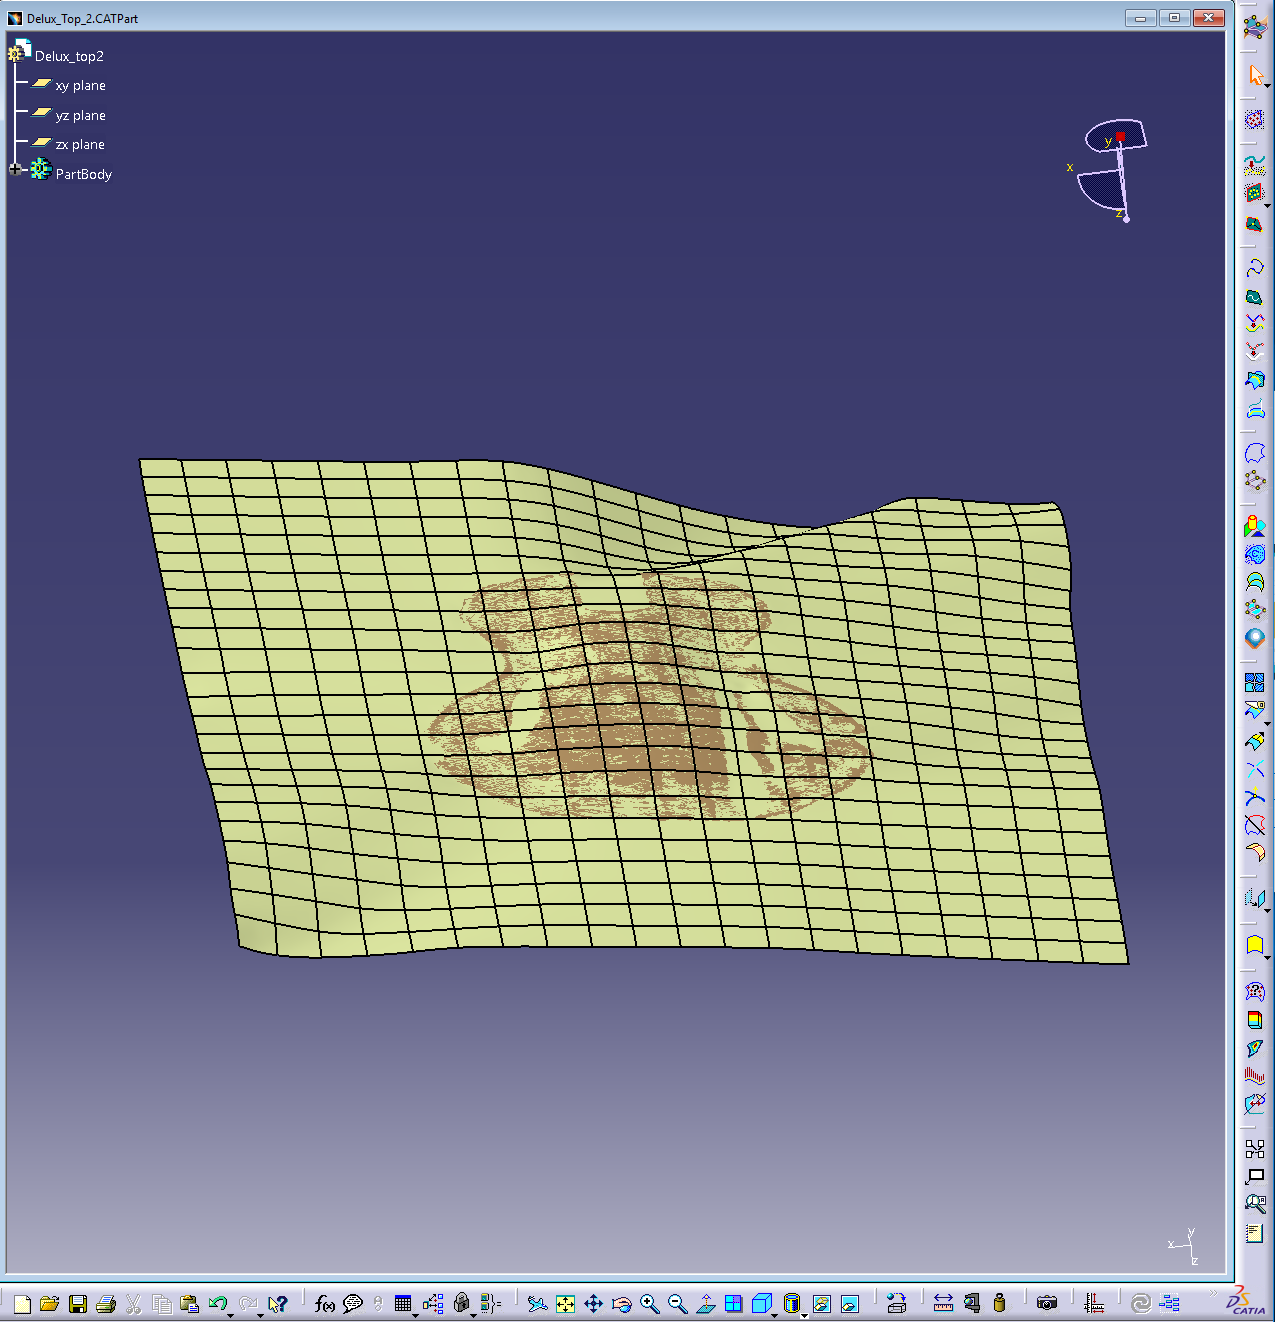 Delux_Top_2.CATPart
Delux_top2
xy plane
yz plane
zx plane
PartBody
y
x
z
y
x
z
f(x)
CATIA